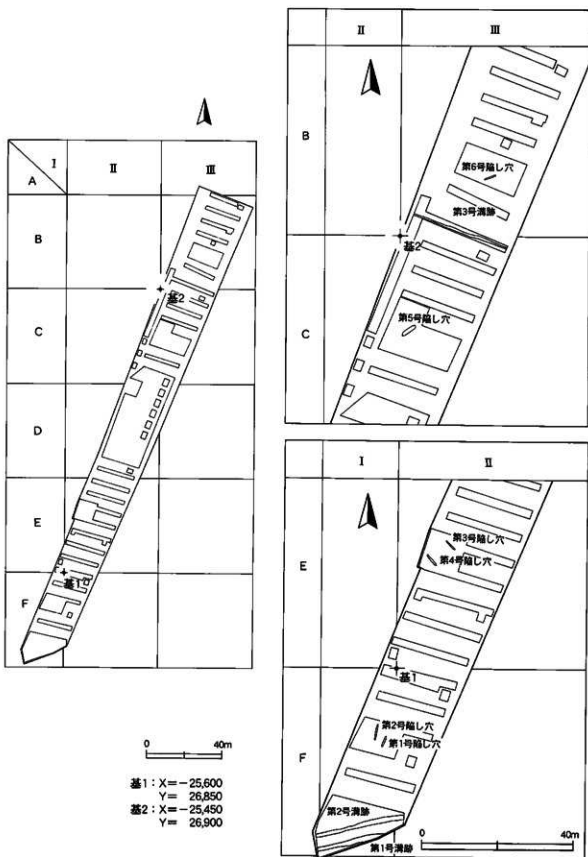 I
II
III
A
B
C
D
E
F
基2
基1
0 40m
基1：X＝－25,600
Y＝ 26,850
基2：X＝－25,450
Y＝ 26,900
II
III
B
C
第6号陥し穴
第3号溝跡
基2
第5号陥し穴
I
II
E
F
第3号陥し穴
第4号陥し穴
基1
第2号陥し穴
第1号陥し穴
第2号溝跡
第1号溝跡
0 40m